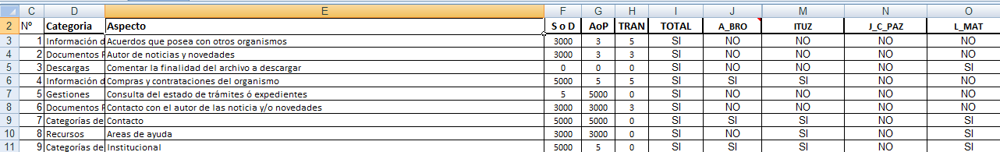 C D E F G H I J M N O
2 Nº Categoria Aspecto S o D AoP TRAN TOTAL A_BRO ITUZ J_C_PAZ L_MAT
3 1 Información d Acuerdos que posea con otros organismos 3000 3 5 SI NO NO NO NO
4 2 Documentos P Autor de noticias y novedades 3000 3 3 SI NO NO NO NO
5 3 Descargas Comentar la finalidad del archivo a descargar 0 0 0 SI NO NO NO SI
6 4 Información d Compras y contrataciones del organismo 5000 5 5 SI SI SI NO NO
7 5 Gestiones Consulta del estado de trámites ó expedientes 5 5000 0 SI NO NO NO NO
8 6 Documentos P Contacto con el autor de las noticia y/o novedades 3000 3000 3 SI NO NO NO NO
9 7 Categorías de Contacto 5000 5000 0 SI SI SI NO SI
10 8 Recursos Areas de ayuda 3000 3000 0 SI NO SI NO SI
11 9 Categorías de Institucional 5000 5 0 SI SI SI NO SI